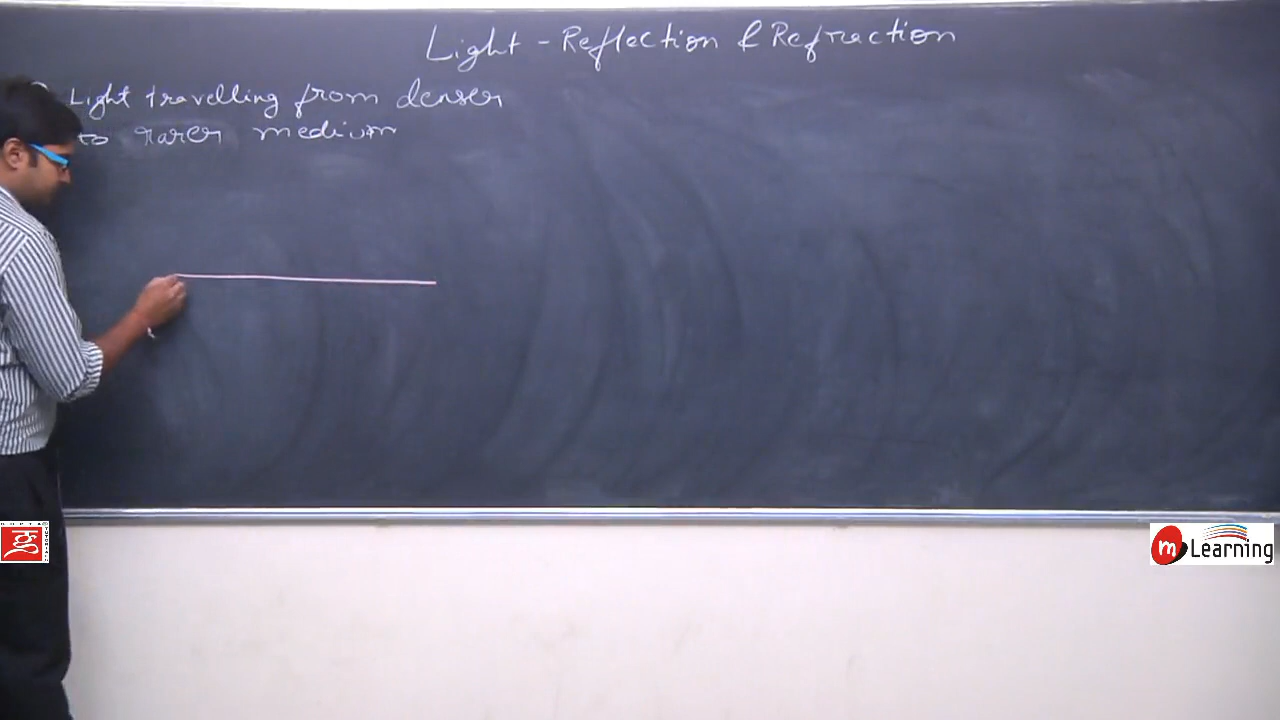 Light - Reflection & Refraction
Light travelling from denser
to rarer medium
ग
m Learning